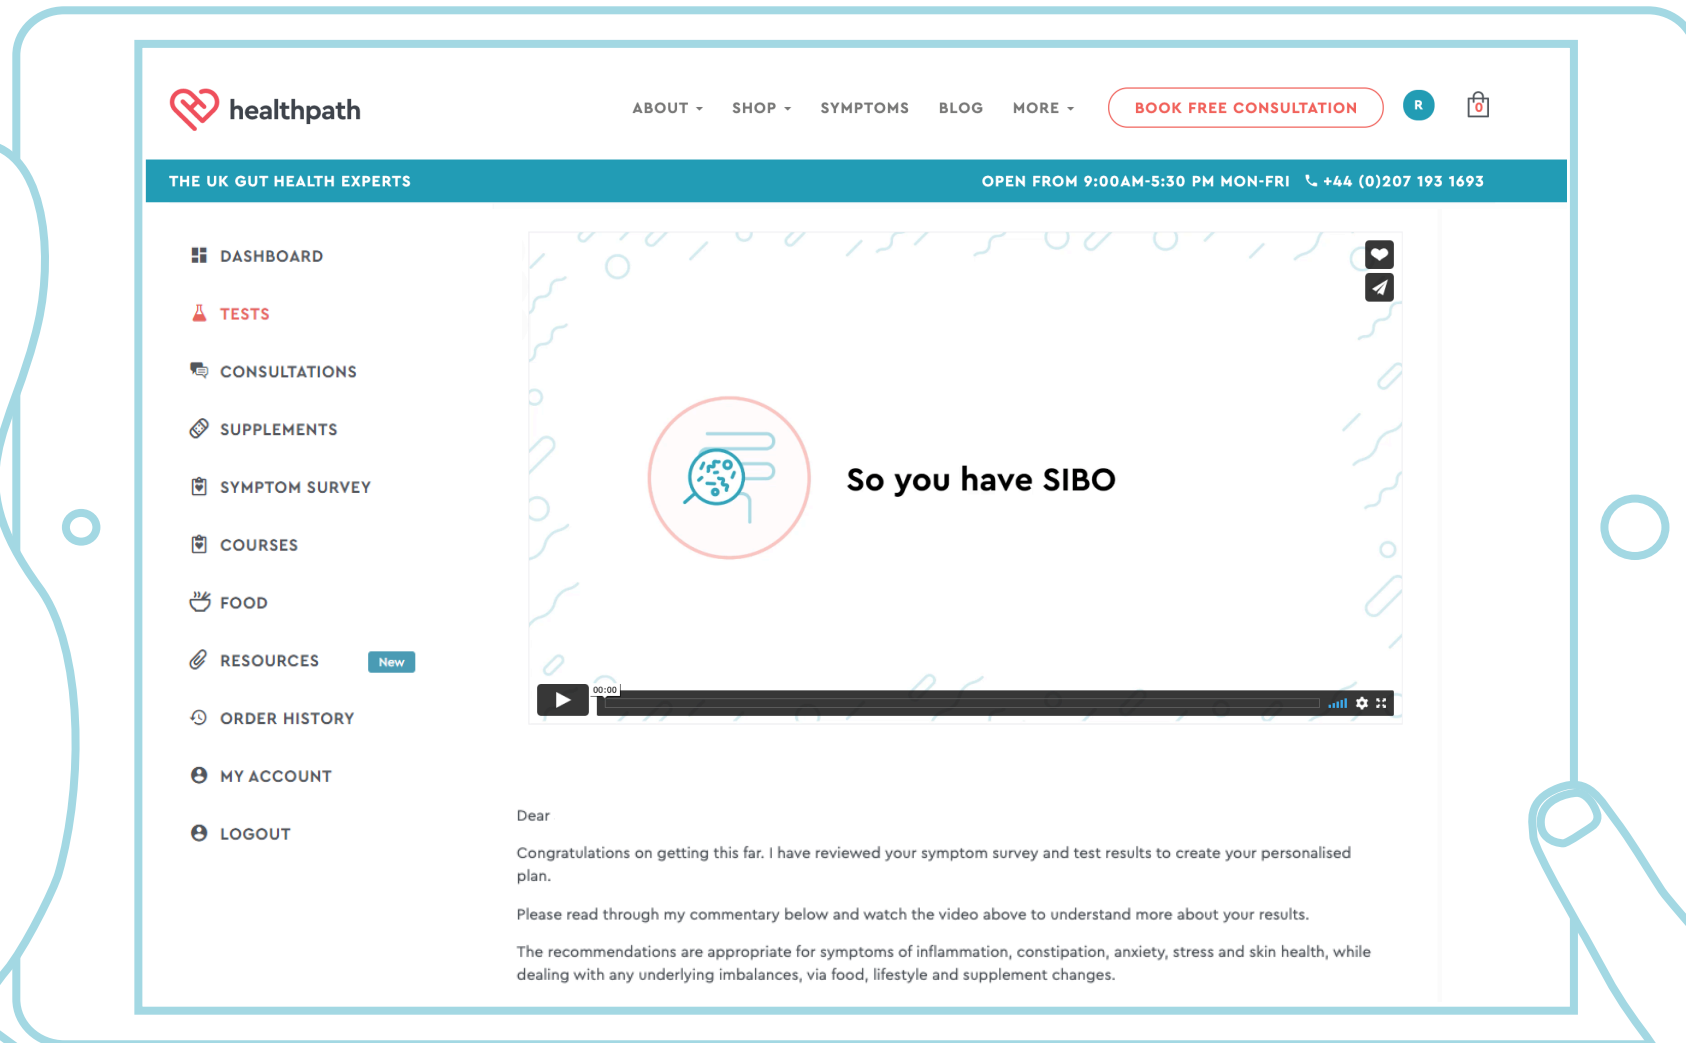 healthpath
ABOUT
SHOP
SYMPTOMS
BLOG
MORE
BOOK FREE CONSULTATION
R
0
THE UK GUT HEALTH EXPERTS
OPEN FROM 9:00AM-5:30 PM MON-FRI
+44 (0)207 193 1693
DASHBOARD
TESTS
CONSULTATIONS
SUPPLEMENTS
SYMPTOM SURVEY
COURSES
FOOD
RESOURCES
New
ORDER HISTORY
MY ACCOUNT
LOGOUT
So you have SIBO
00:00
Dear
Congratulations on getting this far. I have reviewed your symptom survey and test results to create your personalised
plan.
Please read through my commentary below and watch the video above to understand more about your results.
The recommendations are appropriate for symptoms of inflammation, constipation, anxiety, stress and skin health, while
dealing with any underlying imbalances, via food, lifestyle and supplement changes.